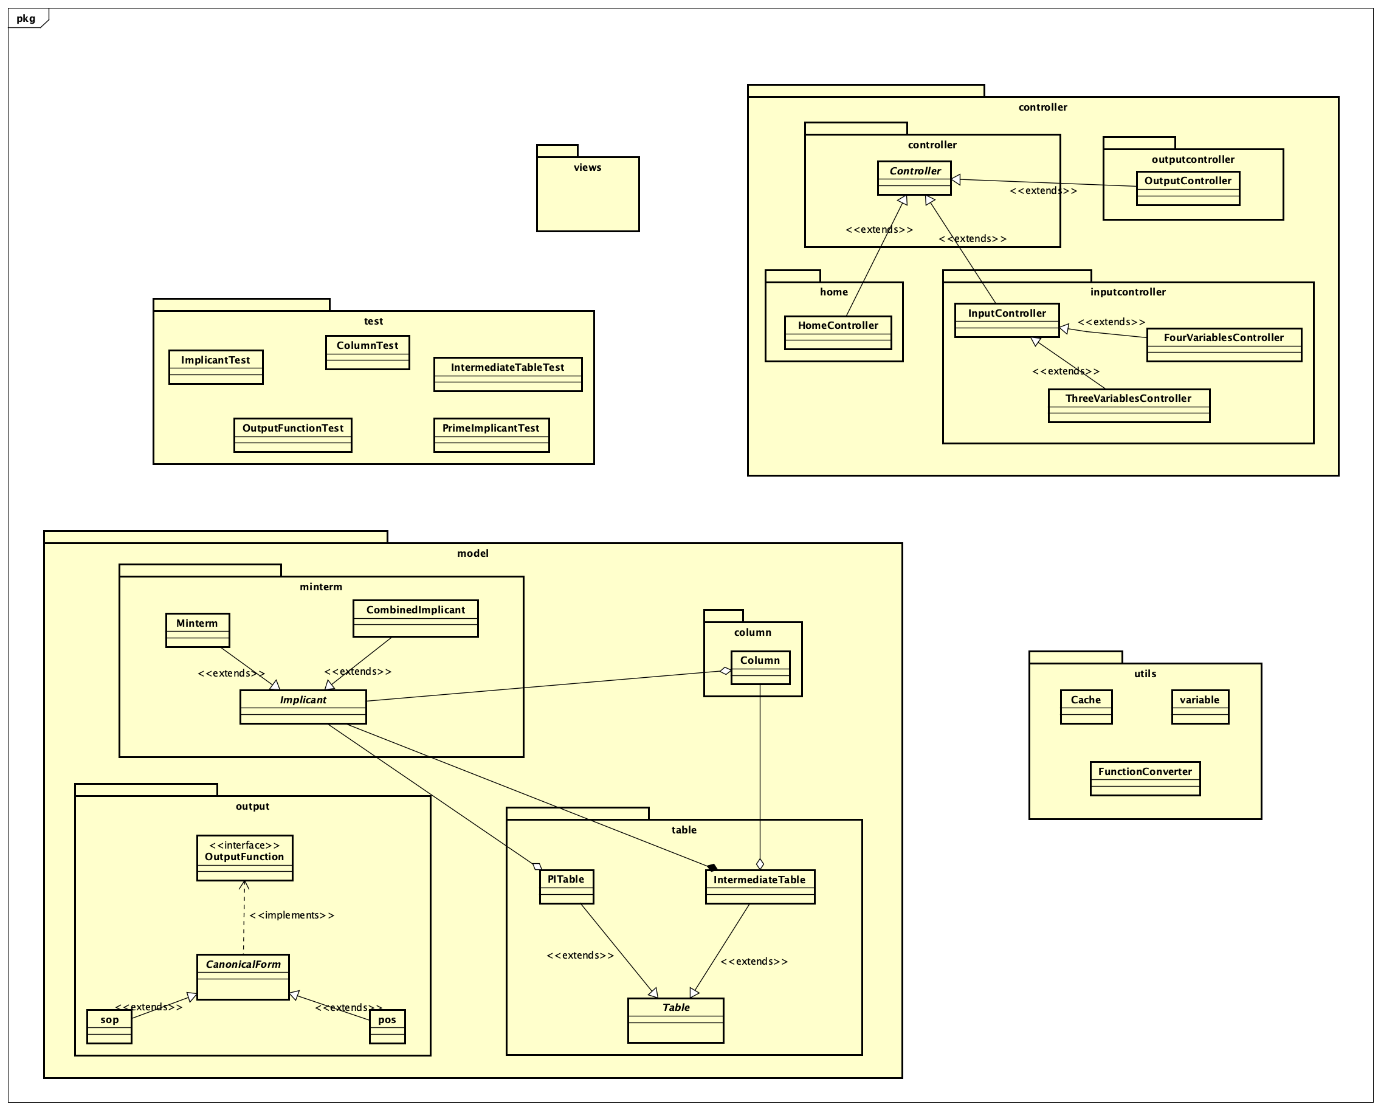 pkg
controller
controller
Controller
outputcontroller
OutputController
<<extends>>
<<extends>>
<<extends>>
views
home
HomeController
inputcontroller
InputController
<<extends>>
FourVariablesController
<<extends>>
ThreeVariablesController
test
ImplicantTest
ColumnTest
IntermediateTableTest
OutputFunctionTest
PrimeImplicantTest
model
minterm
Minterm
CombinedImplicant
<<extends>>
<<extends>>
Implicant
column
Column
utils
Cache
variable
FunctionConverter
output
<<interface>>
OutputFunction
<<implements>>
CanonicalForm
<<extends>>
<<extends>>
sop
pos
table
PITable
IntermediateTable
<<extends>>
<<extends>>
Table